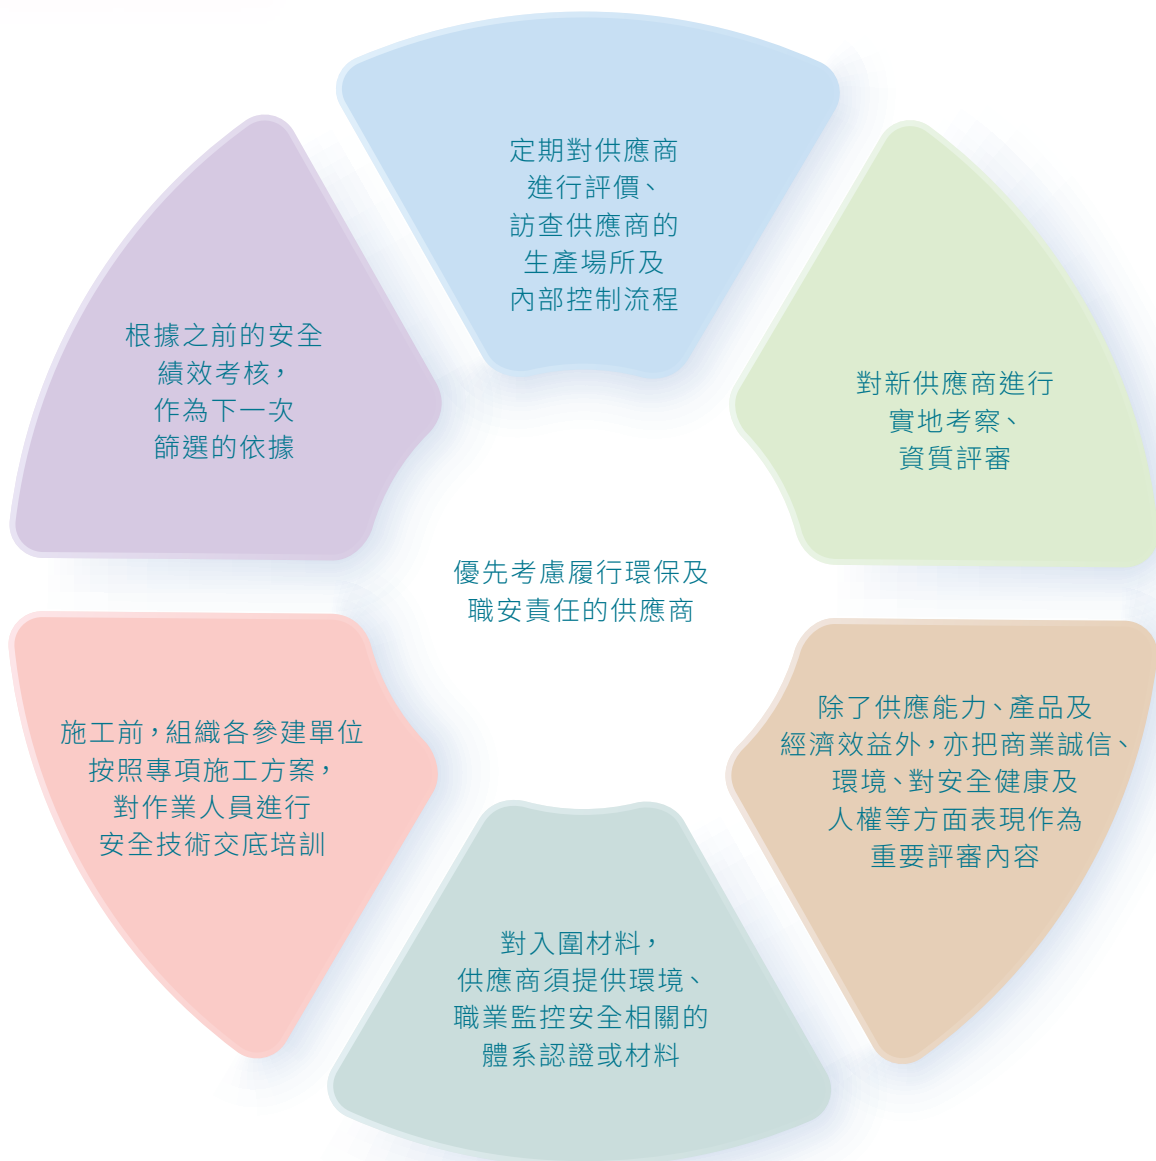 定期對供應商
進行評價、
訪查供應商的
生產場所及
內部控制流程
對新供應商進行
實地考察、
資質評審
除了供應能力、產品及
經濟效益外，亦把商業誠信、
環境、對安全健康及
人權等方面表現作為
重要評審內容
對入圍材料，
供應商須提供環境、
職業監控安全相關的
體系認證或材料
施工前，組織各參建單位
按照專項施工方案，
對作業人員進行
安全技術交底培訓
根據之前的安全
績效考核，
作為下一次
篩選的依據
優先考慮履行環保及
職安責任的供應商